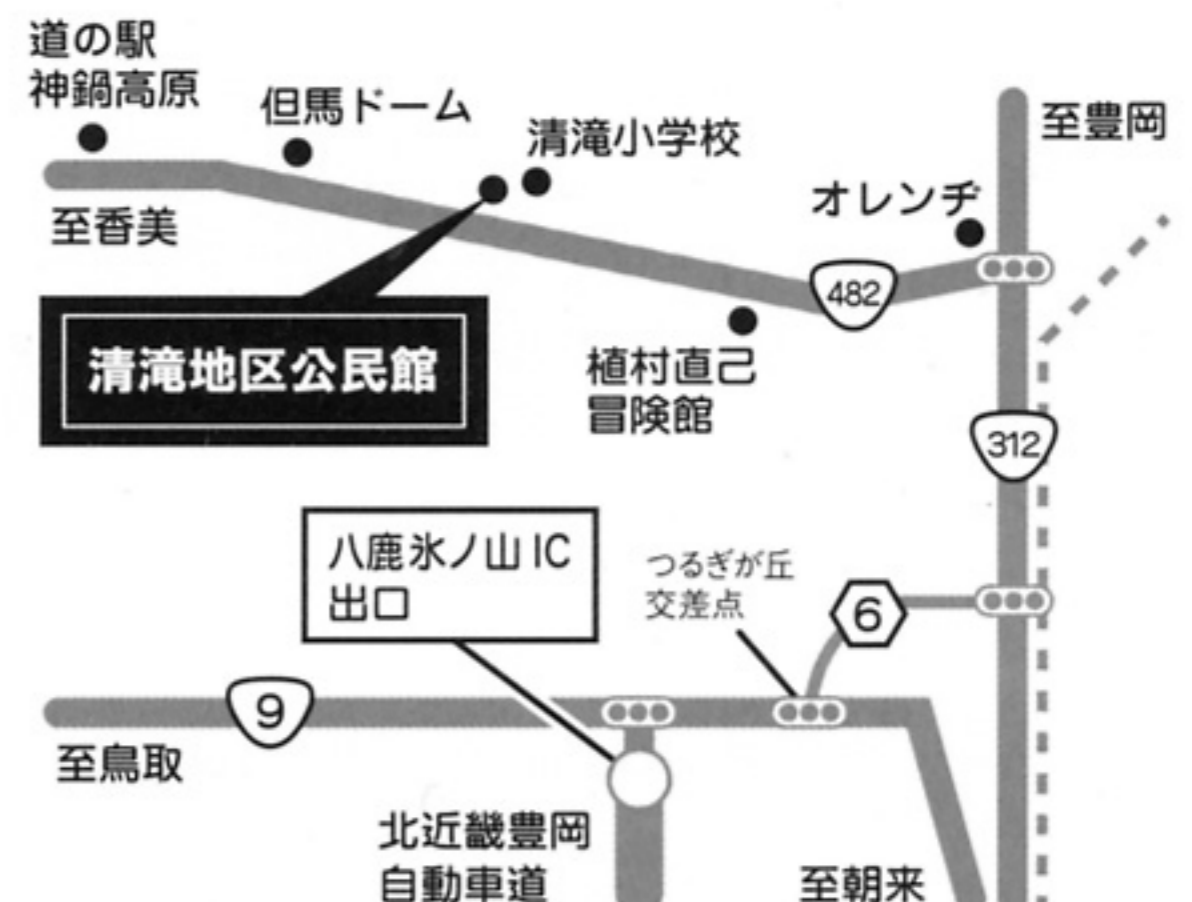 道の駅
神鍋高原
但馬ドーム
清滝小学校
至豊岡
至香美
オレンヂ
482
清滝地区公民館
植村直己
冒険館
312
八鹿氷ノ山IC
出口
つるぎが丘
交差点
6
9
至鳥取
北近畿豊岡
自動車道
至朝来